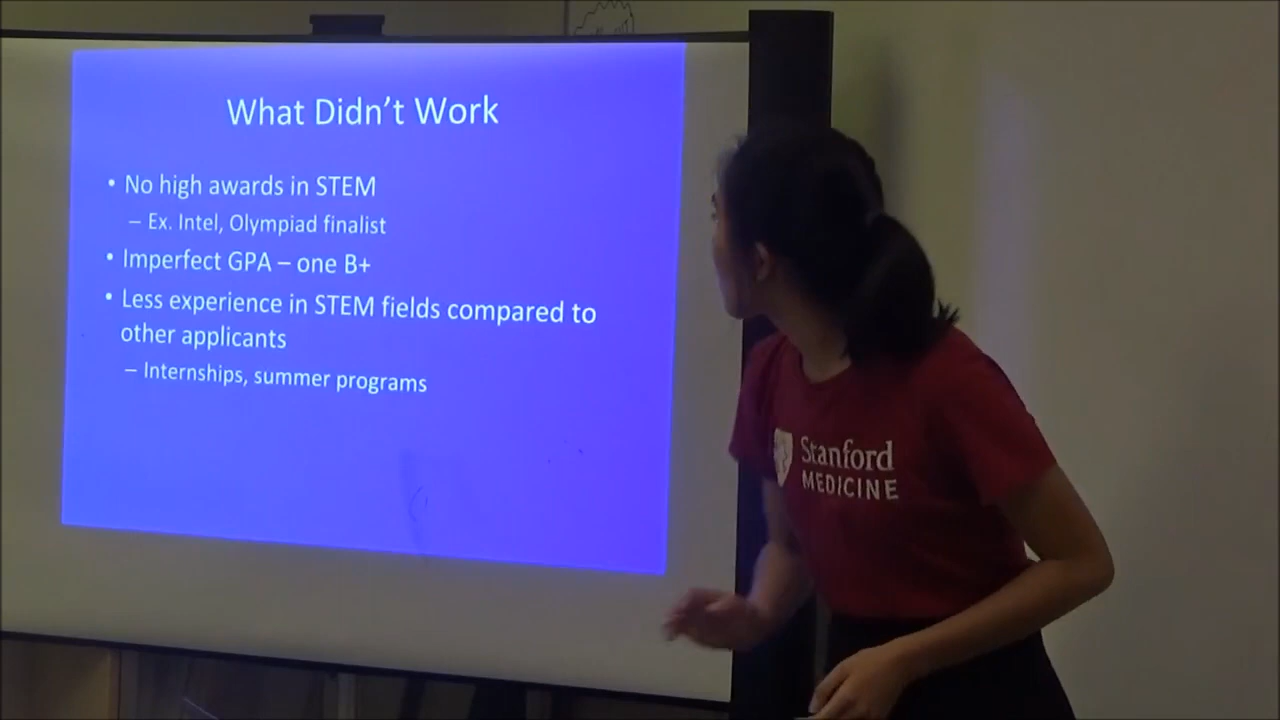 What Didn't Work
• No high awards in STEM
– Ex. Intel, Olympiad finalist
• Imperfect GPA – one B+
• Less experience in STEM fields compared to
other applicants
– Internships, summer programs
Stanford
MEDICINE